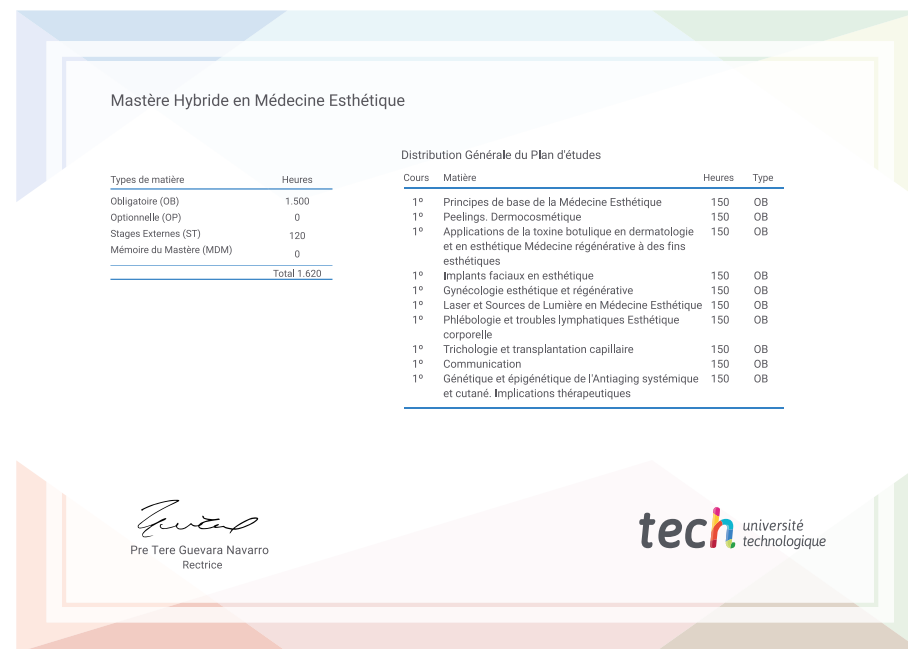 Mastère Hybride en Médecine Esthétique
Types de matière Heures
Obligatoire (OB) 1.500
Optionnelle (OP) 0
Stages Externes (ST) 120
Mémoire du Mastère (MDM) 0
Total 1.620
Distribution Générale du Plan d'études
Cours Matière Heures Type
1º Principes de base de la Médecine Esthétique 150 OB
1º Peelings. Dermocosmétique 150 OB
1º Applications de la toxine botulique en dermatologie 150 OB
et en esthétique Médecine régénérative à des fins
esthétiques
1º Implants faciaux en esthétique 150 OB
1º Gynécologie esthétique et régénérative 150 OB
1º Laser et Sources de Lumière en Médecine Esthétique 150 OB
1º Phlébologie et troubles lymphatiques Esthétique 150 OB
corporelle
1º Trichologie et transplantation capillaire 150 OB
1º Communication 150 OB
1º Génétique et épigénétique de l'Antiaging systémique 150 OB
et cutané. Implications thérapeutiques
Pre Tere Guevara Navarro
Rectrice
tech université
technologique